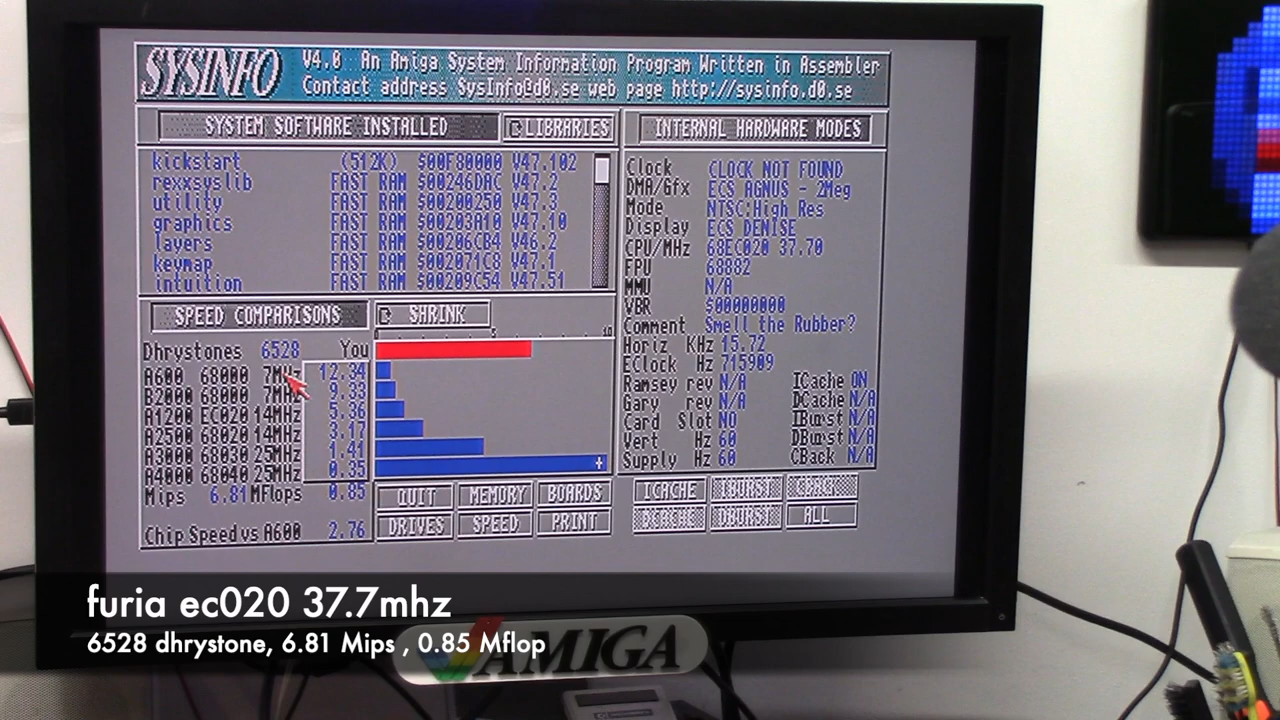 SYSINFO
V4.0 An Amiga System Information Program Written in Assembler
Contact address SysInfo@d0.se web page http://sysinfo.d0.se
SYSTEM SOFTWARE INSTALLED
LIBRARIES
INTERNAL HARDWARE MODES
kickstart (512K) $00F80000 V47.102
rexxsyslib FAST RAM $00246DAC V47.2
utility FAST RAM $00200250 V47.3
graphics FAST RAM $00203A10 V47.10
layers FAST RAM $00206CB4 V46.2
keymap FAST RAM $002071C8 V47.1
intuition FAST RAM $00209C54 V47.51
Clock CLOCK NOT FOUND
DMA/Gfx ECS AGNUS - 2Meg
Mode NTSC:High Res
Display ECS DENISE
CPU/MHz 68EC020 37.70
FPU 68882
MMU N/A
VBR $00000000
Comment Smell the Rubber?
Horiz KHz 15.72
EClock Hz 715909
Ramsey rev N/A ICache ON
Gary rev N/A DCache N/A
Card Slot NO IBurst N/A
Vert Hz 60 DBurst N/A
Supply Hz 60 CBack N/A
SPEED COMPARISONS
SHRINK
5 10
Dhrystones 6528 You
A600 68000 7MHz 12.34
B2000 68000 7MHz 9.33
A1200 EC020 14MHz 5.36
A2500 68020 14MHz 3.17
A3000 68030 25MHz 1.41
A4000 68040 25MHz 0.35
Mips 6.81 MFlops 0.85
Chip Speed vs A600 2.76
QUIT MEMORY BOARDS
DRIVES SPEED PRINT
ICACHE IBURST CBACK
DCACHE DBURST ALL
furia ec020 37.7mhz
6528 dhrystone, 6.81 Mips , 0.85 Mflop
AMIGA